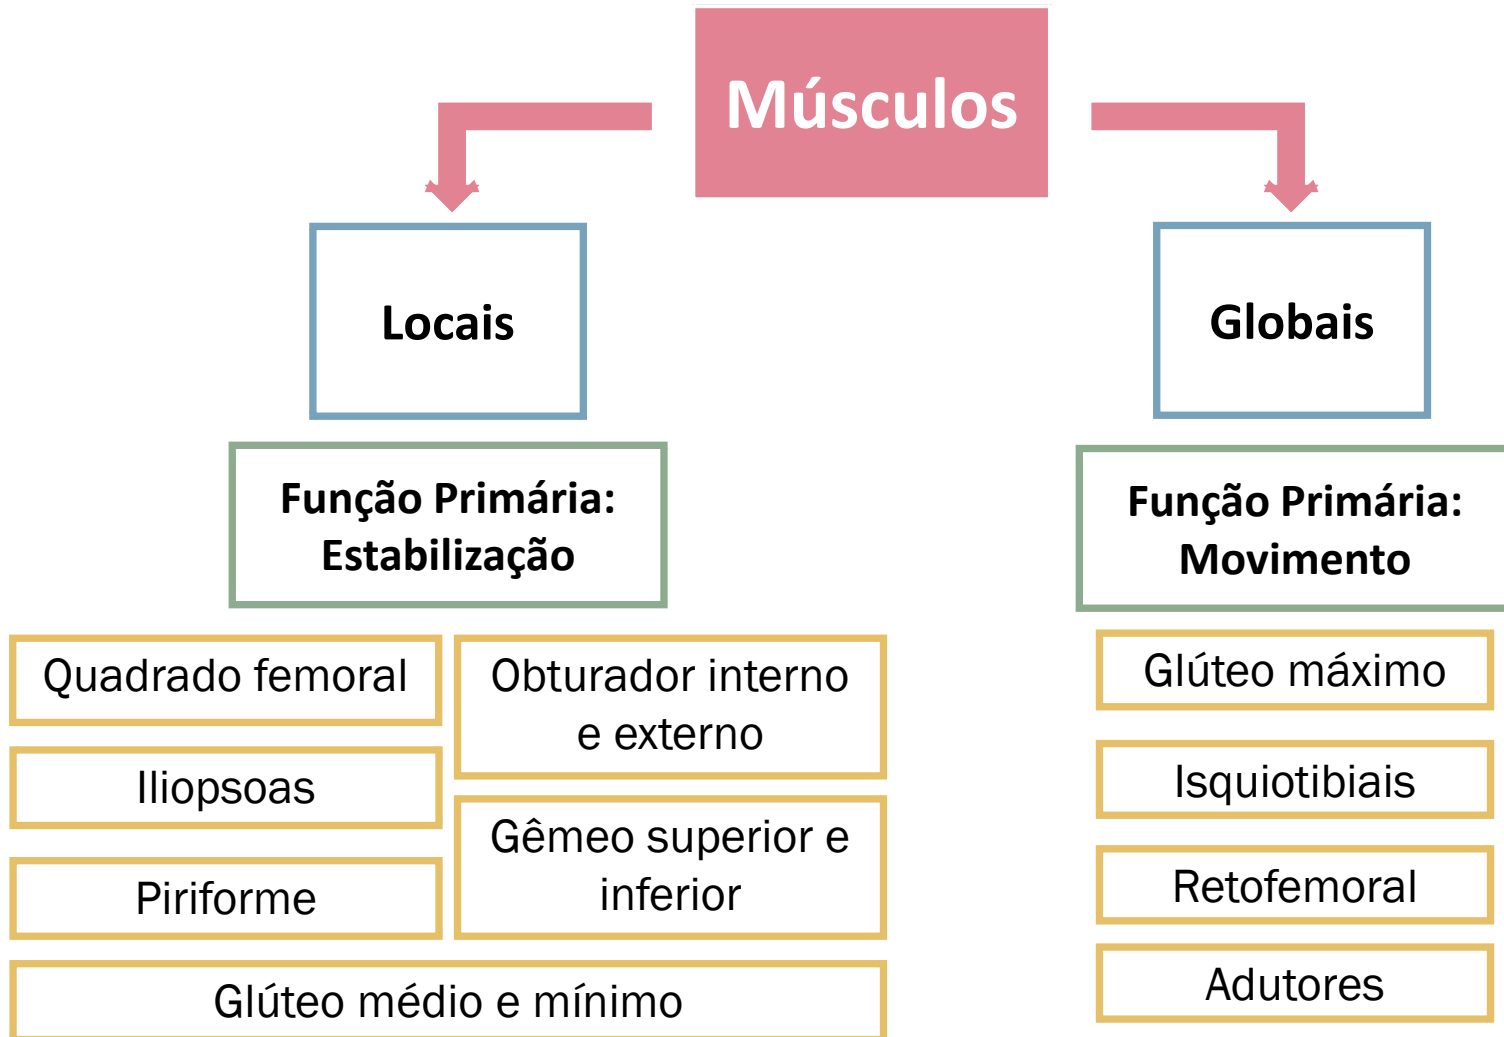 Músculos
Locais
Função Primária:
Estabilização
Quadrado femoral
Iliopsoas
Piriforme
Obturador interno
e externo
Gêmeo superior e
inferior
Glúteo médio e mínimo
Globais
Função Primária:
Movimento
Glúteo máximo
Isquiotibiais
Retofemoral
Adutores